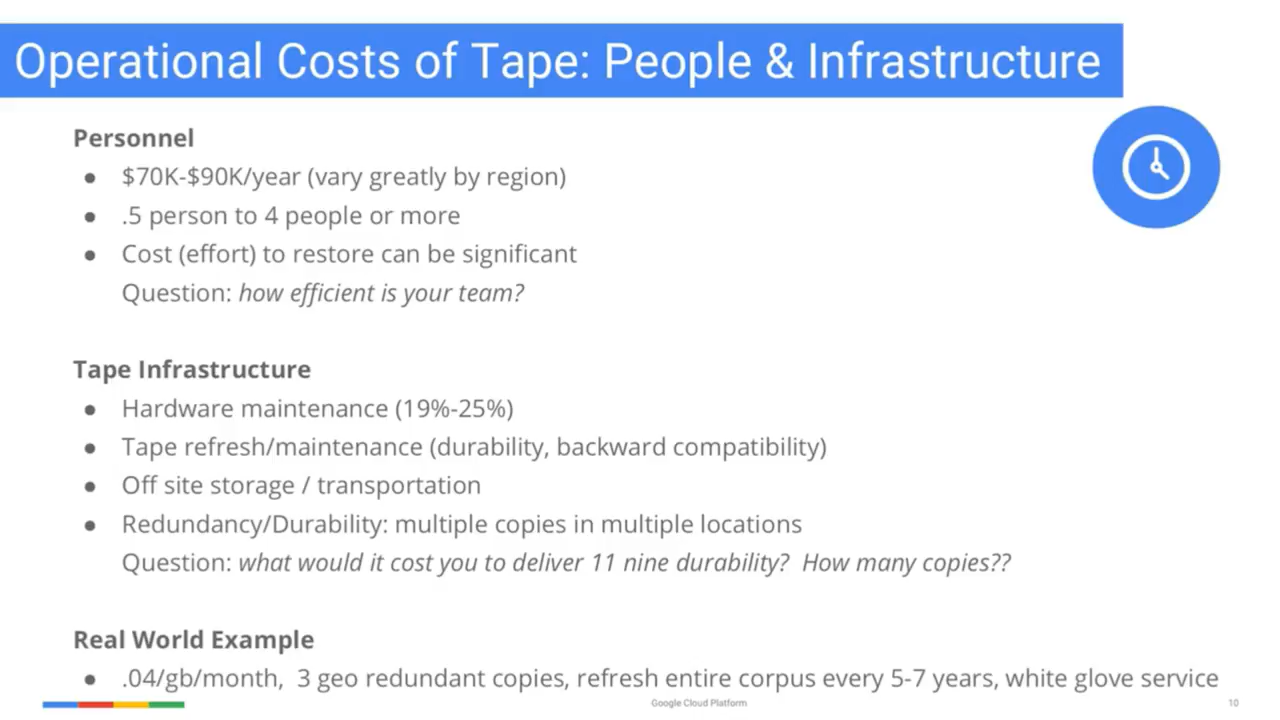 Operational Costs of Tape: People & Infrastructure
Personnel
● $70K-$90K/year (vary greatly by region)
● .5 person to 4 people or more
● Cost (effort) to restore can be significant
Question: how efficient is your team?
Tape Infrastructure
● Hardware maintenance (19%-25%)
● Tape refresh/maintenance (durability, backward compatibility)
● Off site storage / transportation
● Redundancy/Durability: multiple copies in multiple locations
Question: what would it cost you to deliver 11 nine durability?  How many copies??
Real World Example
● .04/gb/month,  3 geo redundant copies, refresh entire corpus every 5-7 years, white glove service
Google Cloud Platform
10